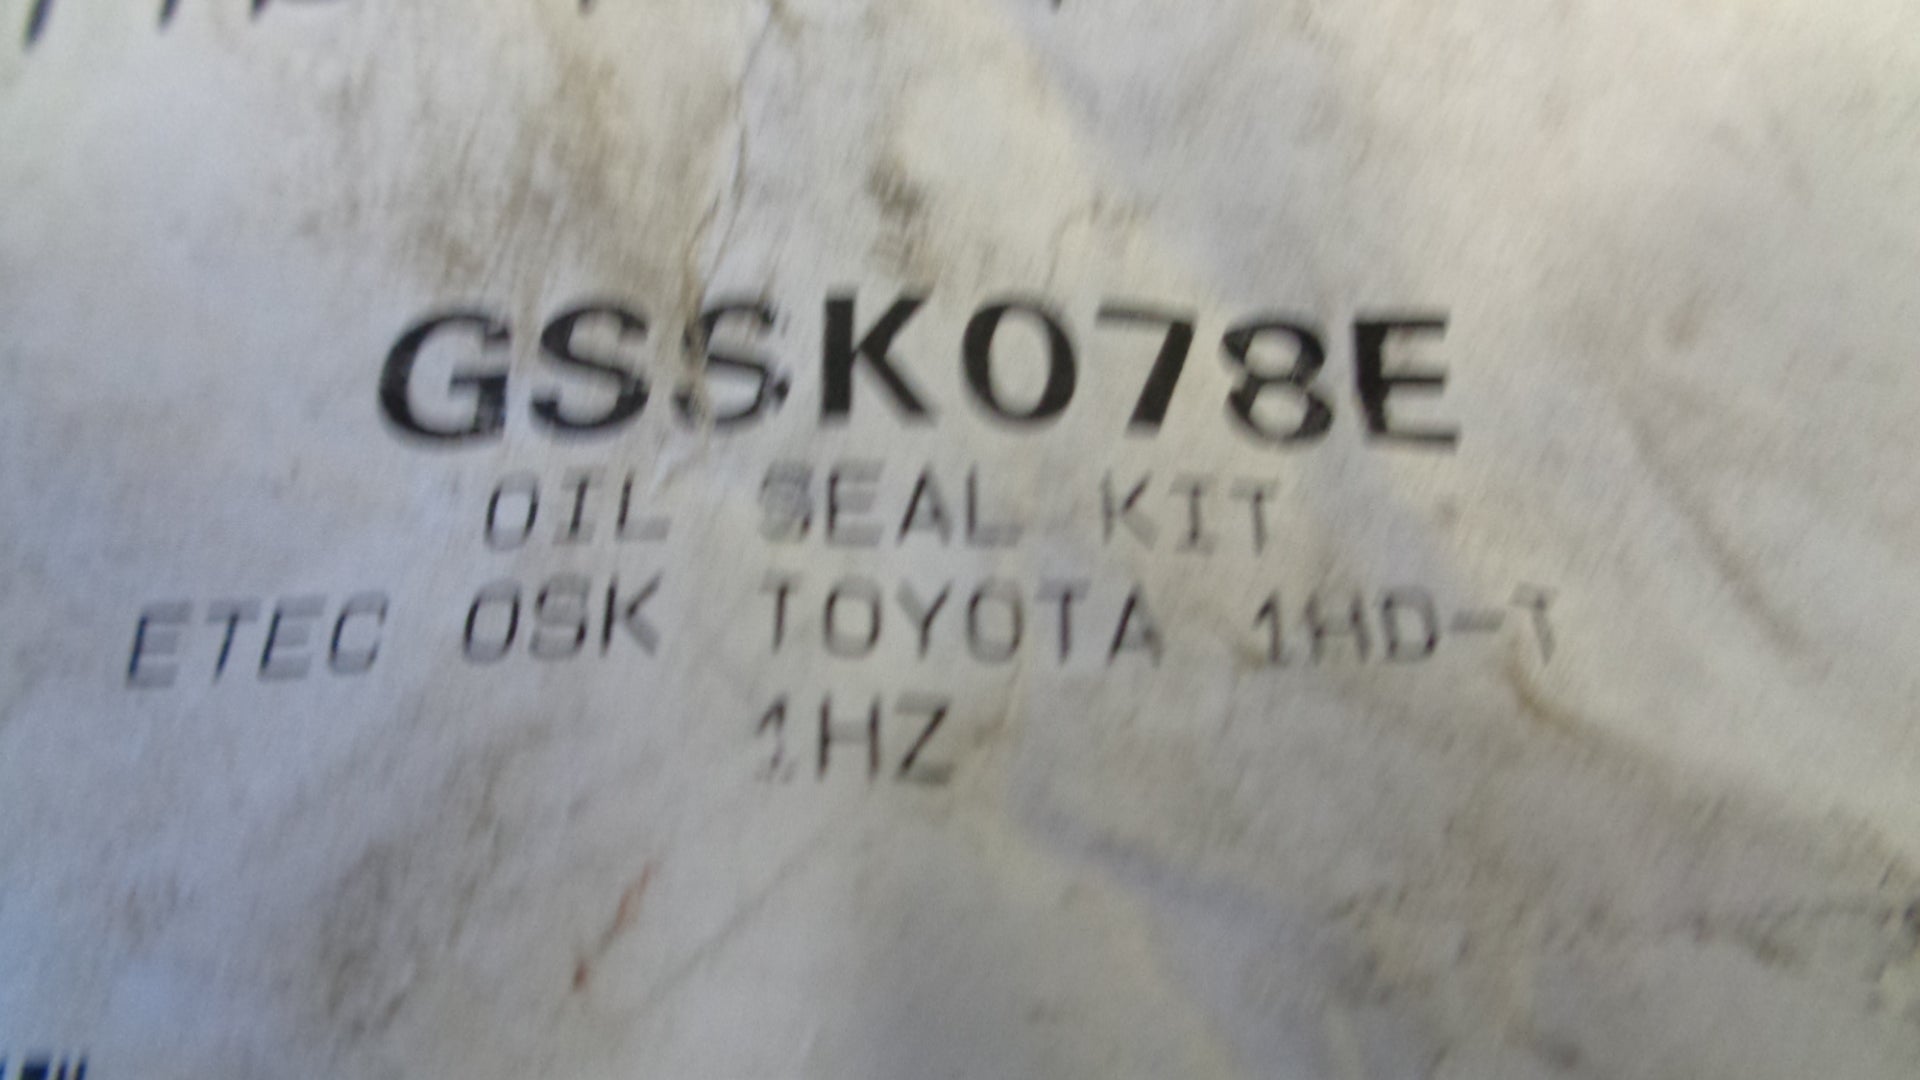 GSSK078E
OIL SEAL KIT
ETEC OSK TOYOTA 1HD-T
1HZ